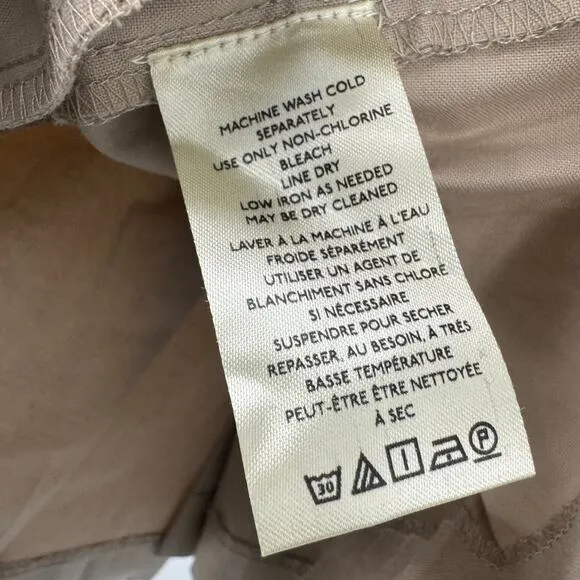 MACHINE WASH COLD
SEPARATELY
USE ONLY NON-CHLORINE
BLEACH
LINE DRY
LOW IRON AS NEEDED
MAY BE DRY CLEANED
LAVER À LA MACHINE À L'EAU
FROIDE SÉPARÉMENT
UTILISER UN AGENT DE
BLANCHIMENT SANS CHLORE
SI NÉCESSAIRE
SUSPENDRE POUR SECHER
REPASSER, AU BESOIN, À TRÉS
BASSE TEMPÉRATURE
PEUT-ÊTRE ÊTRE NETTOYÉE
À SEC
30 P